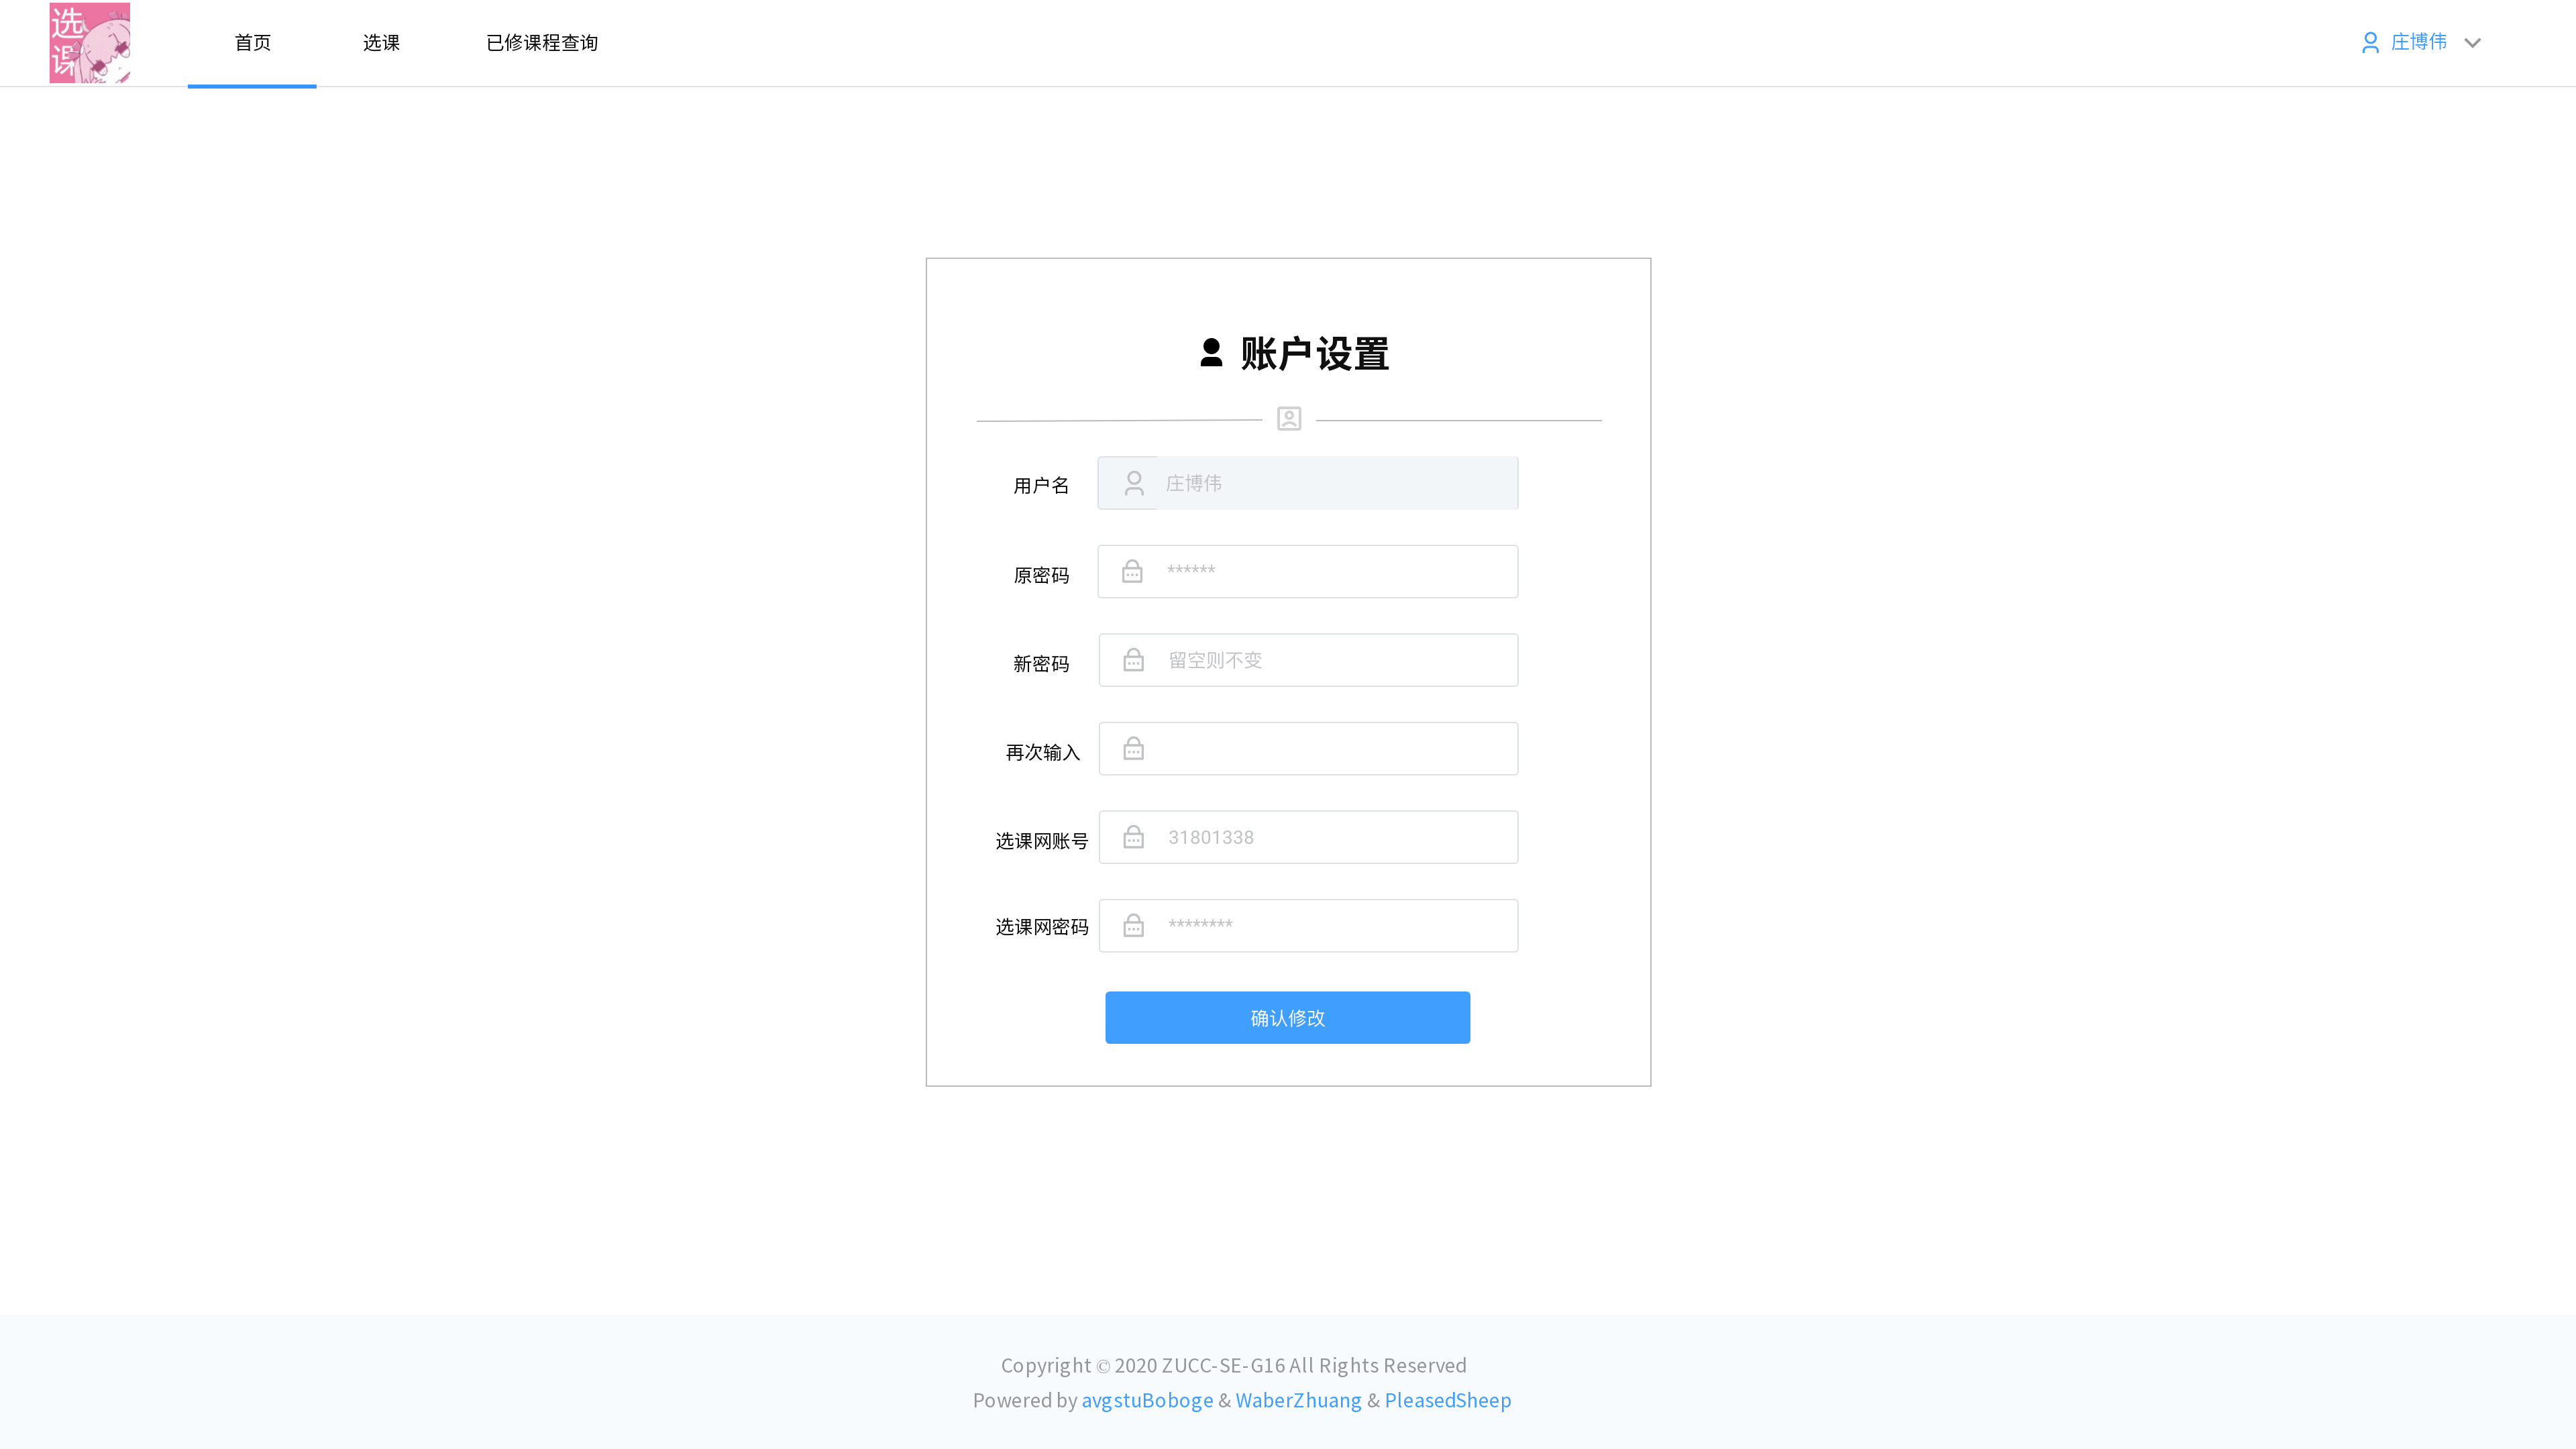 选课
首页 选课 已修课程查询 庄博伟
账户设置
用户名 庄博伟
原密码 ******
新密码 留空则不变
再次输入
选课网账号 31801338
选课网密码 ********
确认修改
Copyright © 2020 ZUCC-SE-G16 All Rights Reserved
Powered by avgstuBoboge & WaberZhuang & PleasedSheep